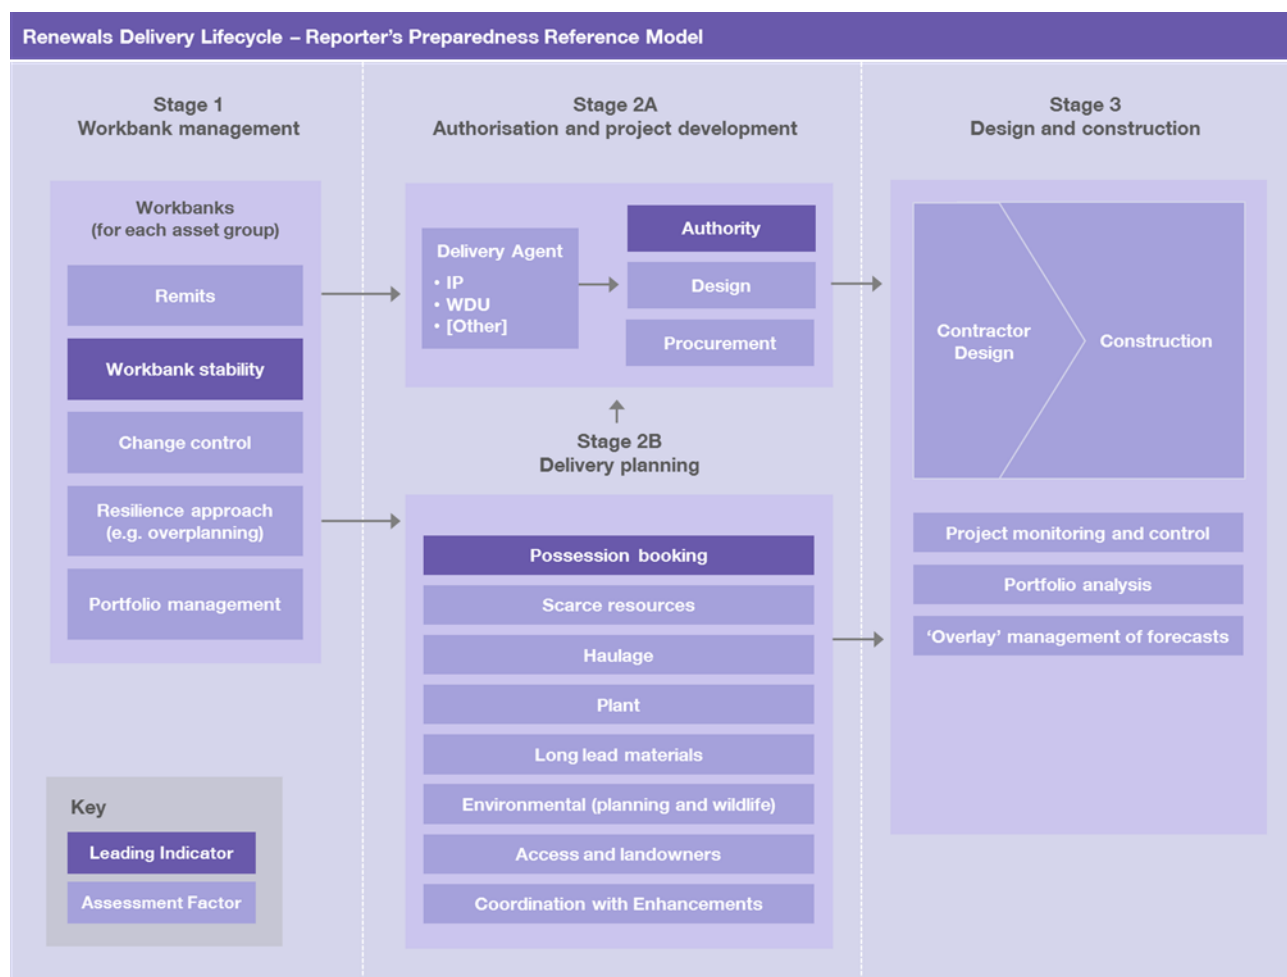 Renewals Delivery Lifecycle – Reporter's Preparedness Reference Model
Stage 1
Workbank management
Workbanks
(for each asset group)
Remits
Workbank stability
Change control
Resilience approach
(e.g. overplanning)
Portfolio management
Key
Leading Indicator
Assessment Factor
Stage 2A
Authorisation and project development
Delivery Agent
• IP
• WDU
• [Other]
Authority
Design
Procurement
Stage 2B
Delivery planning
Possession booking
Scarce resources
Haulage
Plant
Long lead materials
Environmental (planning and wildlife)
Access and landowners
Coordination with Enhancements
Stage 3
Design and construction
Contractor
Design
Construction
Project monitoring and control
Portfolio analysis
‘Overlay’ management of forecasts